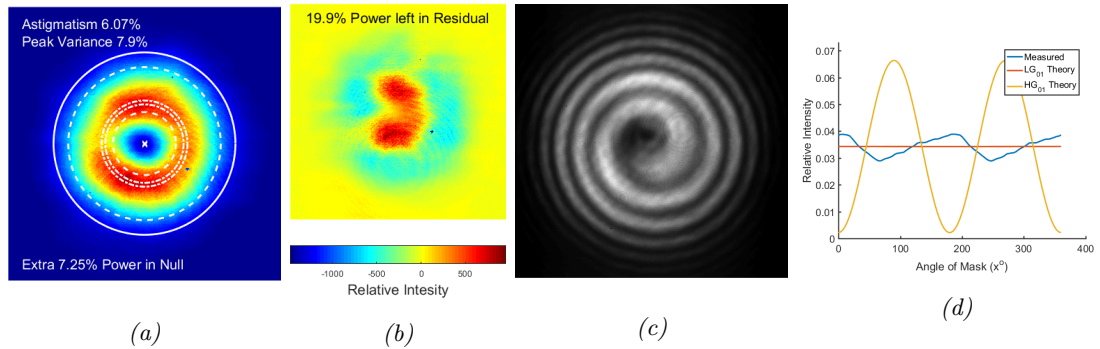 Astigmatism 6.07%
Peak Variance 7.9%
Extra 7.25% Power in Null
(a)
19.9% Power left in Residual
-1000 -500 0 500
Relative Intesity
(b)
(c)
0.07
0.06
0.05
0.04
0.03
0.02
0.01
0
Relative Intensity
0 100 200 300 400
Angle of Mask (x°)
Measured
LG01 Theory
HG01 Theory
(d)